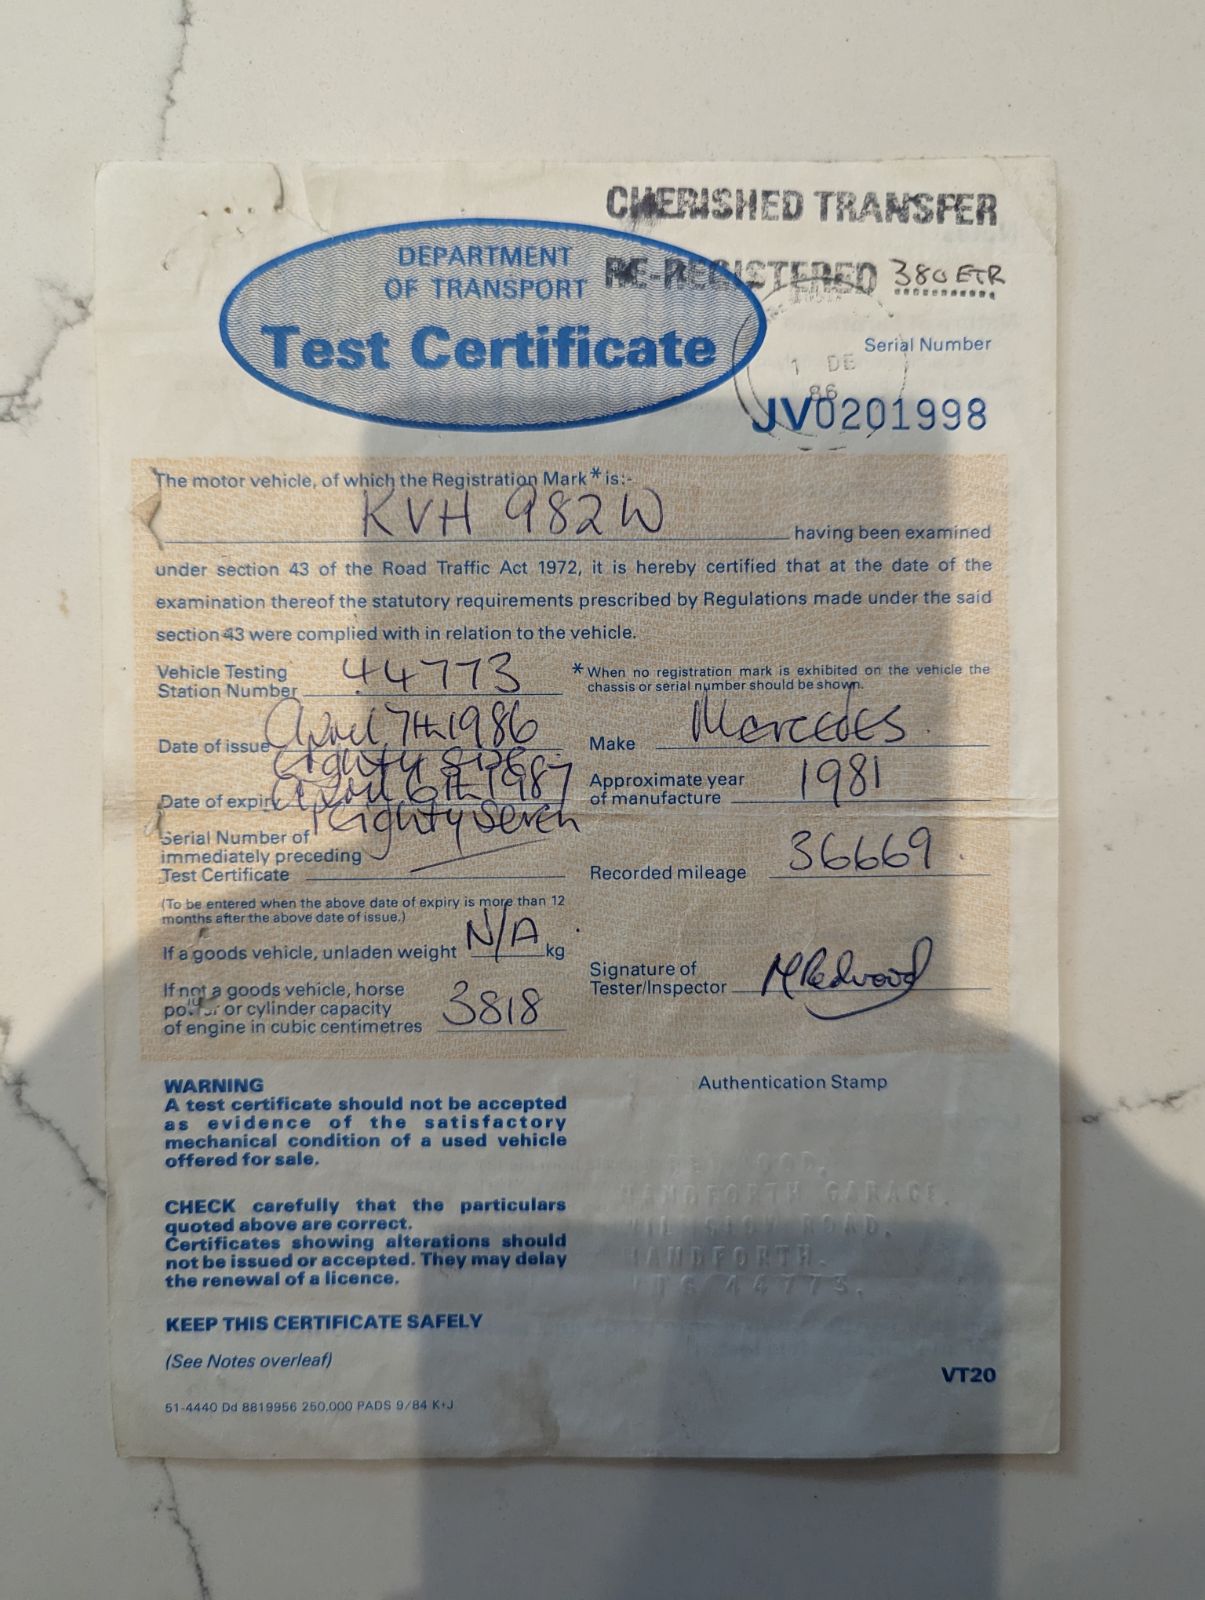 CHERISHED TRANSFER
RE-REGISTERED 380 ETR
DEPARTMENT
OF TRANSPORT
Test Certificate
1 DE
86
Serial Number
JV0201998
The motor vehicle, of which the Registration Mark* is:-
KVH 982W
having been examined
under section 43 of the Road Traffic Act 1972, it is hereby certified that at the date of the
examination thereof the statutory requirements prescribed by Regulations made under the said
section 43 were complied with in relation to the vehicle.
Vehicle Testing
Station Number 44773
Date of issue April 7th 1986
Eighty Six
Date of expiry April 6th 1987
Eighty Seven
Serial Number of
immediately preceding
Test Certificate
(To be entered when the above date of expiry is more than 12
months after the above date of issue.)
If a goods vehicle, unladen weight N/A kg
If not a goods vehicle, horse
power or cylinder capacity
of engine in cubic centimetres 3818
*When no registration mark is exhibited on the vehicle the
chassis or serial number should be shown.
Make Mercedes
Approximate year
of manufacture 1981
Recorded mileage 36669
Signature of
Tester/Inspector M Redwood
WARNING
A test certificate should not be accepted
as evidence of the satisfactory
mechanical condition of a used vehicle
offered for sale.
CHECK carefully that the particulars
quoted above are correct.
Certificates showing alterations should
not be issued or accepted. They may delay
the renewal of a licence.
KEEP THIS CERTIFICATE SAFELY
(See Notes overleaf)
51-4440 Dd 8819956 250,000 PADS 9/84 K+J
Authentication Stamp
HANDFORTH GARAGE,
WILMSLOW ROAD,
HANDFORTH.
VTS 44773.
VT20